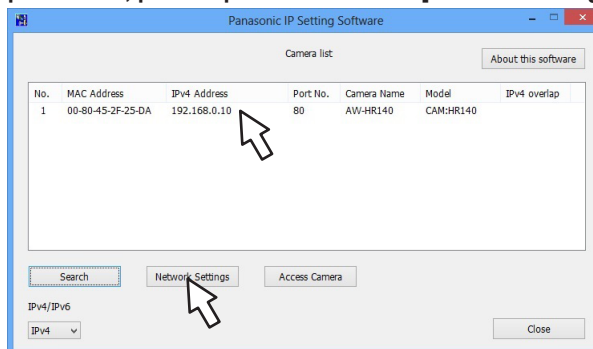 Panasonic IP Setting Software
Camera list
About this software
No. MAC Address IPv4 Address Port No. Camera Name Model IPv4 overlap
1 00-80-45-2F-25-DA 192.168.0.10 80 AW-HR140 CAM:HR140
Search Network Settings Access Camera
IPv4/IPv6
IPv4
Close